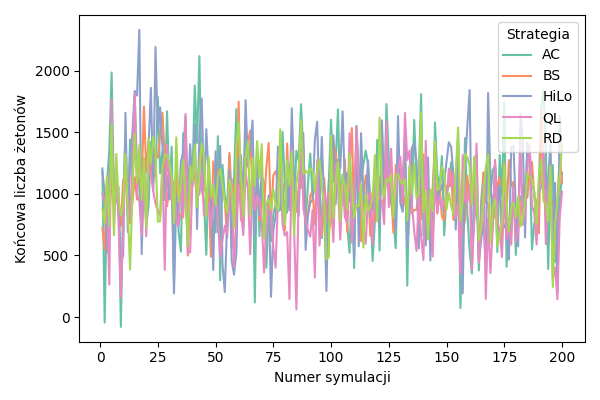 Strategia
AC
BS
HiLo
QL
RD
Końcowa liczba żetonów
2000
1500
1000
500
0
0 25 50 75 100 125 150 175 200
Numer symulacji